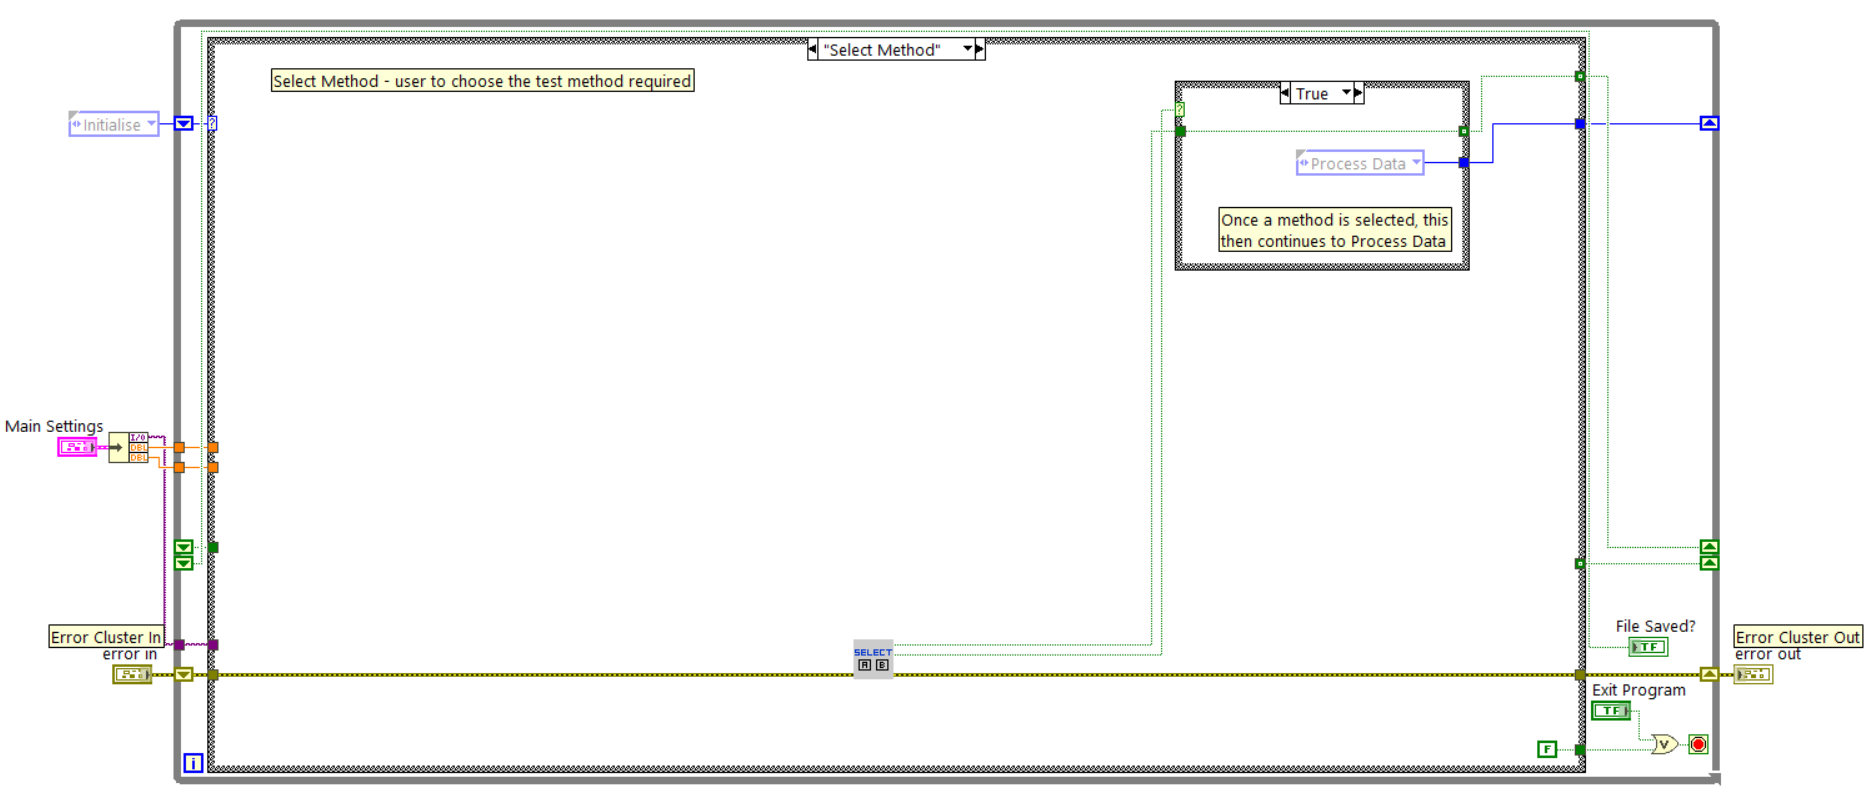 "Select Method"
Select Method - user to choose the test method required
True
Initialise
?
?
Process Data
Once a method is selected, this
then continues to Process Data
Main Settings
I/O
DBL
DBL
Error Cluster In
error in
SELECT
A B
File Saved?
TF
Error Cluster Out
error out
Exit Program
TF
F
V
i